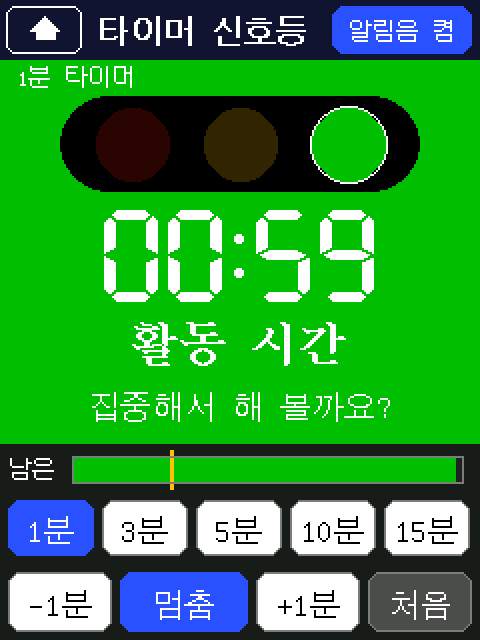 타이머 신호등 알림음 켬
1분 타이머
00:59
활동 시간
집중해서 해 볼까요?
남은
1분 3분 5분 10분 15분
-1분 멈춤 +1분 처음